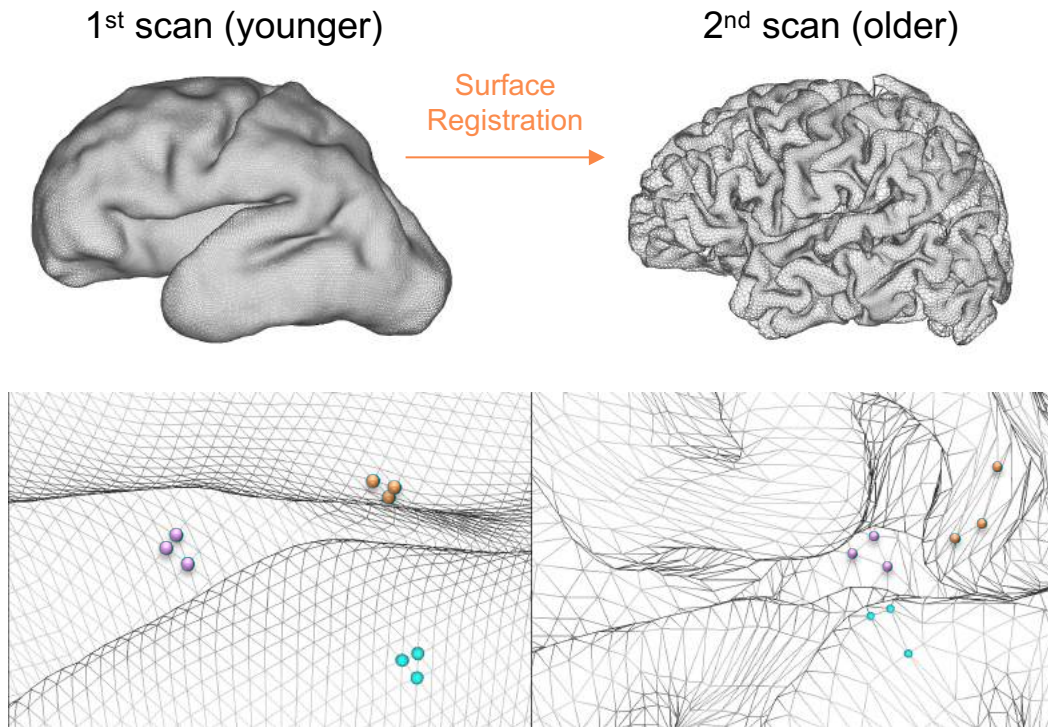 1st scan (younger)
2nd scan (older)
Surface
Registration